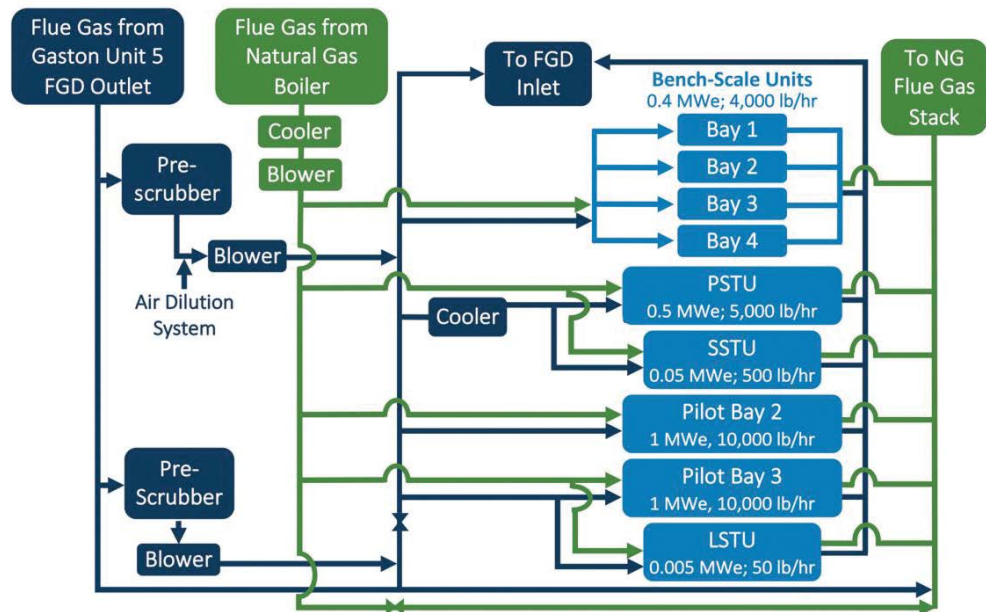 Flue Gas from
Gaston Unit 5
FGD Outlet
Flue Gas from
Natural Gas
Boiler
To FGD
Inlet
To NG
Flue Gas
Stack
Cooler
Blower
Bench-Scale Units
0.4 MWe; 4,000 lb/hr
Bay 1
Bay 2
Bay 3
Bay 4
Pre-
scrubber
Blower
Air Dilution
System
Cooler
PSTU
0.5 MWe; 5,000 lb/hr
SSTU
0.05 MWe; 500 lb/hr
Pilot Bay 2
1 MWe, 10,000 lb/hr
Pre-
Scrubber
Blower
Pilot Bay 3
1 MWe, 10,000 lb/hr
LSTU
0.005 MWe; 50 lb/hr